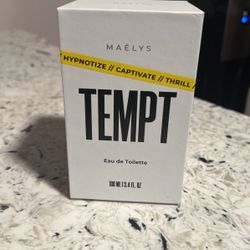 MAËLYS
HYPNOTIZE // CAPTIVATE // THRILL /
TEMPT
Eau de Toilette
100 ML | 3.4 FL. OZ